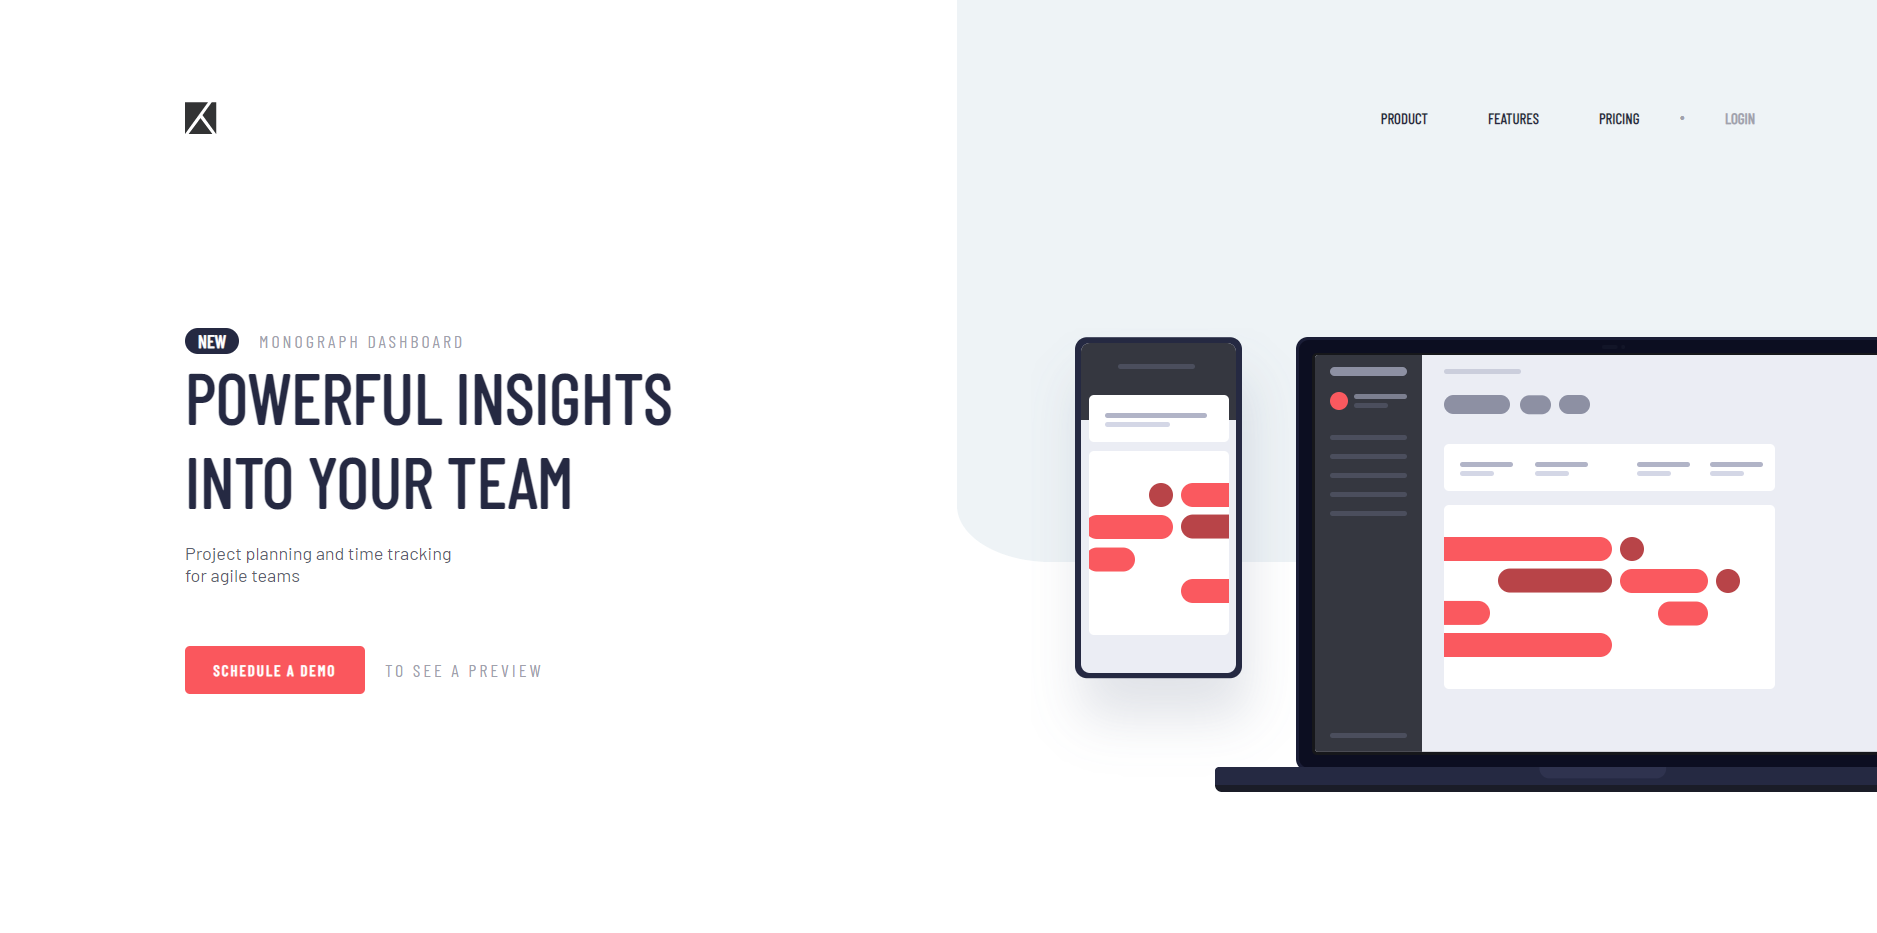 PRODUCT FEATURES PRICING • LOGIN
NEW MONOGRAPH DASHBOARD
POWERFUL INSIGHTS
INTO YOUR TEAM
Project planning and time tracking
for agile teams
SCHEDULE A DEMO TO SEE A PREVIEW